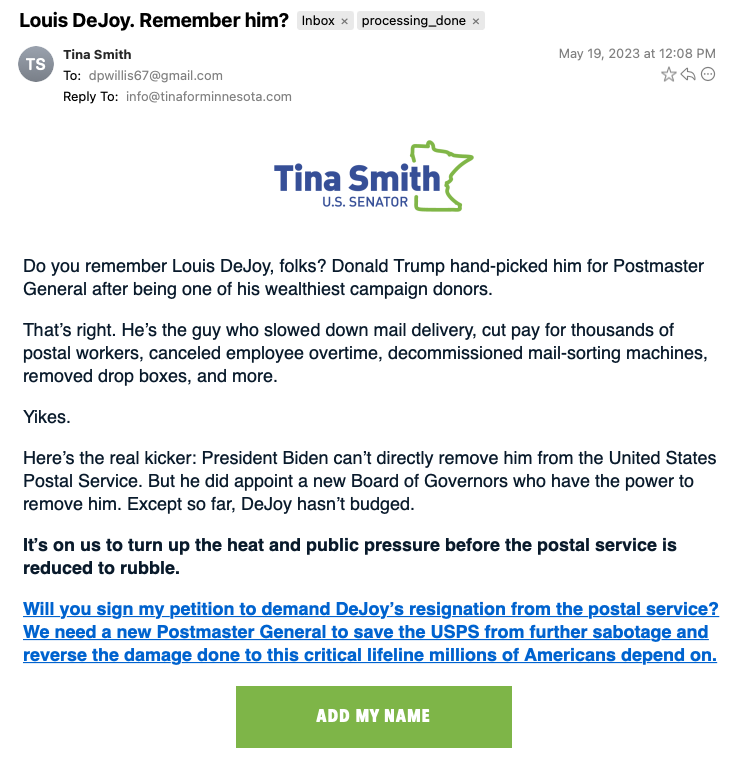 Louis DeJoy. Remember him? Inbox × processing_done ×
TS
Tina Smith
May 19, 2023 at 12:08 PM
To: dpwillis67@gmail.com
Reply To: info@tinaforminnesota.com
Tina Smith
U.S. SENATOR
Do you remember Louis DeJoy, folks? Donald Trump hand-picked him for Postmaster
General after being one of his wealthiest campaign donors.
That’s right. He’s the guy who slowed down mail delivery, cut pay for thousands of
postal workers, canceled employee overtime, decommissioned mail-sorting machines,
removed drop boxes, and more.
Yikes.
Here’s the real kicker: President Biden can’t directly remove him from the United States
Postal Service. But he did appoint a new Board of Governors who have the power to
remove him. Except so far, DeJoy hasn’t budged.
It’s on us to turn up the heat and public pressure before the postal service is
reduced to rubble.
Will you sign my petition to demand DeJoy’s resignation from the postal service?
We need a new Postmaster General to save the USPS from further sabotage and
reverse the damage done to this critical lifeline millions of Americans depend on.
ADD MY NAME